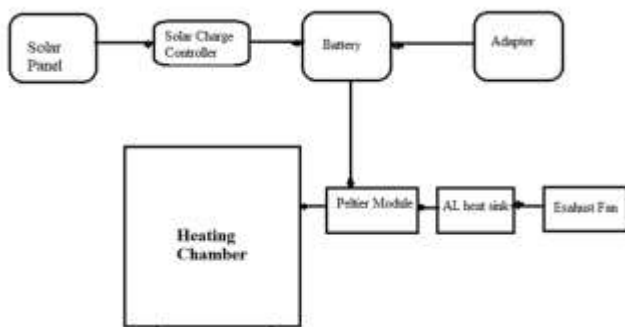 Solar
Panel
Solar Charge
Controller
Battery
Adapter
Heating
Chamber
Peltier Module
AL heat sink
Exahust Fan